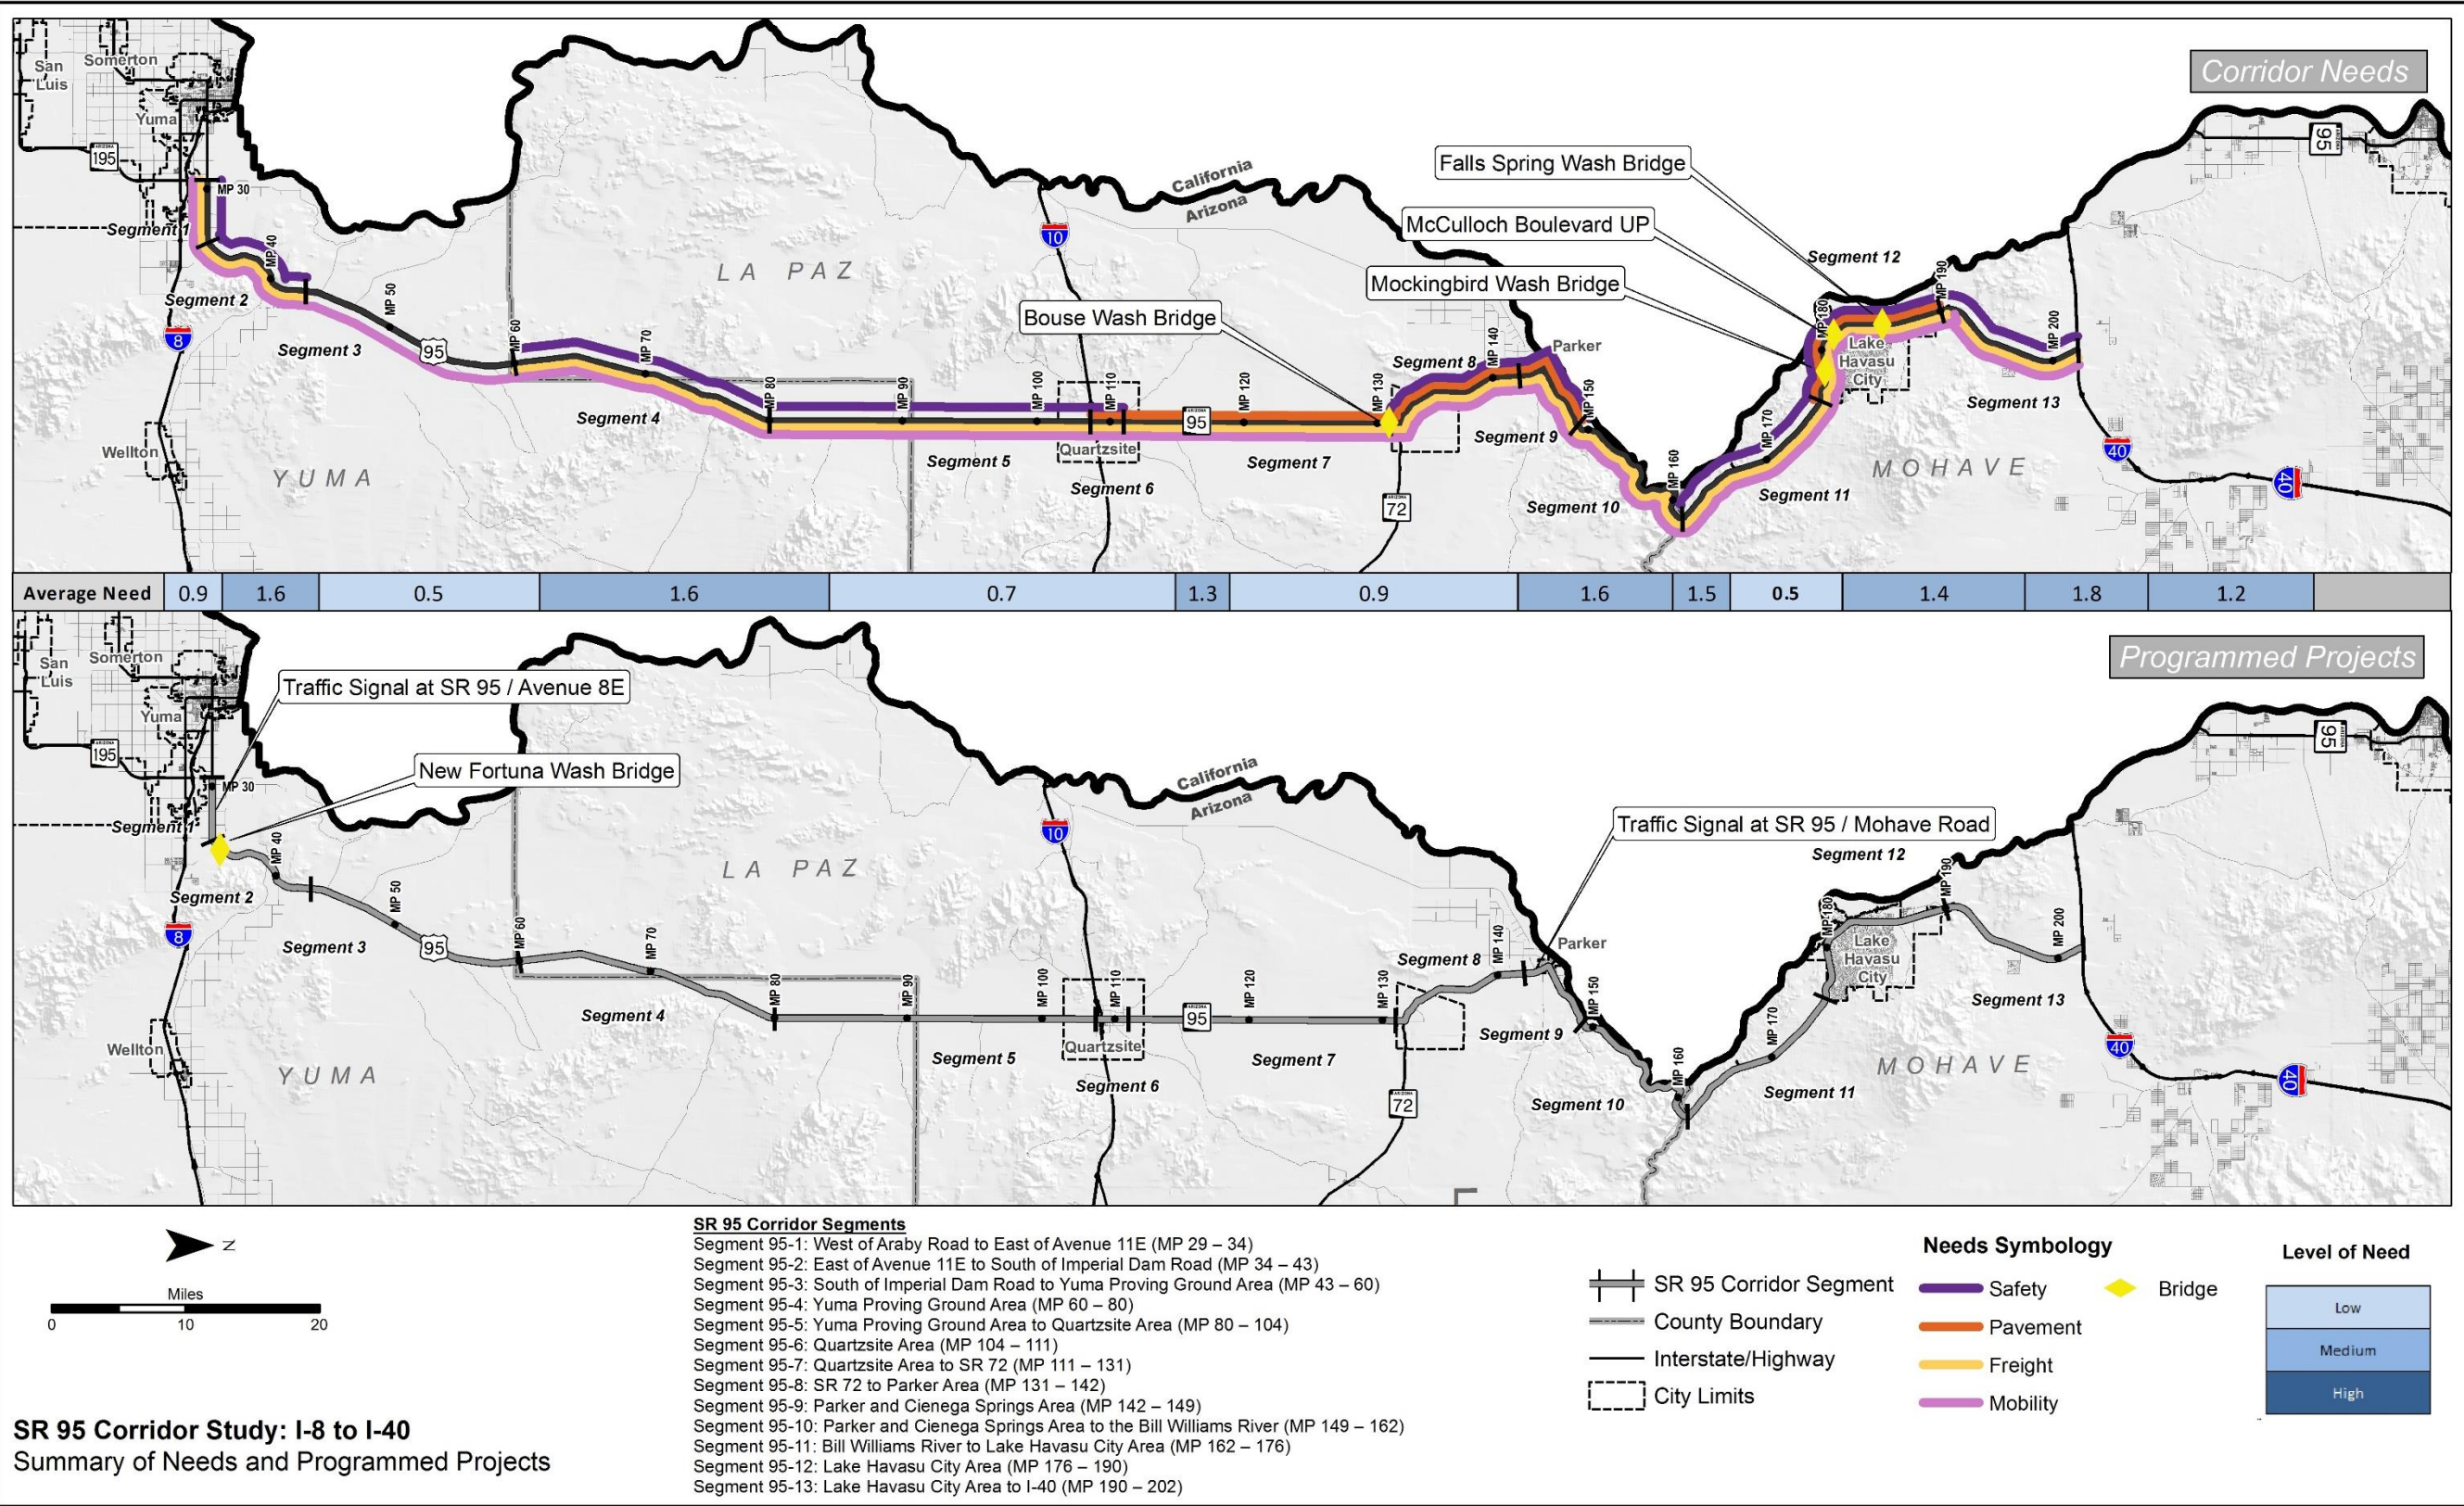 Corridor Needs
San
Luis
Somerton
Yuma
ARIZONA
195
MP 30
Segment 1
MP 40
Segment 2
8
Wellton
YUMA
Segment 3
MP 50
95
MP 60
LA PAZ
MP 70
Segment 4
MP 80
MP 90
Segment 5
MP 100
10
MP 110
Quartzsite
Segment 6
California
Arizona
ARIZONA
95
MP 120
Segment 7
Bouse Wash Bridge
MP 130
ARIZONA
72
Segment 8
MP 140
Parker
Segment 9
MP 150
Segment 10
MP 160
Falls Spring Wash Bridge
McCulloch Boulevard UP
Mockingbird Wash Bridge
MP 170
Segment 11
MP 180
Lake
Havasu
City
Segment 12
MP 190
Segment 13
MP 200
MOHAVE
40
40
ARIZONA
95
Average Need 0.9 1.6 0.5 1.6 0.7 1.3 0.9 1.6 1.5 0.5 1.4 1.8 1.2
Programmed Projects
San
Luis
Somerton
Yuma
ARIZONA
195
Traffic Signal at SR 95 / Avenue 8E
New Fortuna Wash Bridge
MP 30
Segment 1
MP 40
Segment 2
8
Wellton
YUMA
Segment 3
MP 50
95
MP 60
LA PAZ
MP 70
Segment 4
MP 80
MP 90
Segment 5
MP 100
10
MP 110
Quartzsite
Segment 6
California
Arizona
ARIZONA
95
MP 120
Segment 7
MP 130
ARIZONA
72
Segment 8
MP 140
Traffic Signal at SR 95 / Mohave Road
Parker
Segment 9
MP 150
Segment 10
MP 160
MP 170
Segment 11
MP 180
Lake
Havasu
City
Segment 12
MP 190
Segment 13
MP 200
MOHAVE
40
40
ARIZONA
95
N
Miles
0 10 20
SR 95 Corridor Study: I-8 to I-40
Summary of Needs and Programmed Projects
SR 95 Corridor Segments
Segment 95-1: West of Araby Road to East of Avenue 11E (MP 29 – 34)
Segment 95-2: East of Avenue 11E to South of Imperial Dam Road (MP 34 – 43)
Segment 95-3: South of Imperial Dam Road to Yuma Proving Ground Area (MP 43 – 60)
Segment 95-4: Yuma Proving Ground Area (MP 60 – 80)
Segment 95-5: Yuma Proving Ground Area to Quartzsite Area (MP 80 – 104)
Segment 95-6: Quartzsite Area (MP 104 – 111)
Segment 95-7: Quartzsite Area to SR 72 (MP 111 – 131)
Segment 95-8: SR 72 to Parker Area (MP 131 – 142)
Segment 95-9: Parker and Cienega Springs Area (MP 142 – 149)
Segment 95-10: Parker and Cienega Springs Area to the Bill Williams River (MP 149 – 162)
Segment 95-11: Bill Williams River to Lake Havasu City Area (MP 162 – 176)
Segment 95-12: Lake Havasu City Area (MP 176 – 190)
Segment 95-13: Lake Havasu City Area to I-40 (MP 190 – 202)
SR 95 Corridor Segment
County Boundary
Interstate/Highway
City Limits
Needs Symbology
Safety
Pavement
Freight
Mobility
Bridge
Level of Need
Low
Medium
High